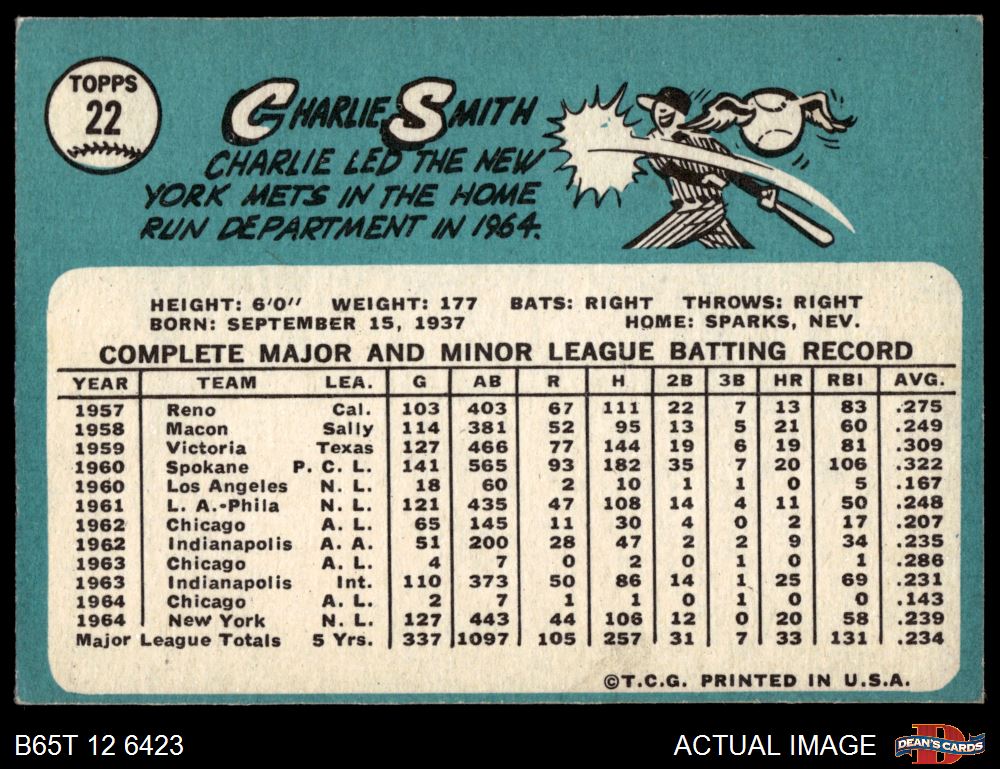 TOPPS
22
CHARLIE SMITH
CHARLIE LED THE NEW
YORK METS IN THE HOME
RUN DEPARTMENT IN 1964.
HEIGHT: 6'0" WEIGHT: 177 BATS: RIGHT THROWS: RIGHT
BORN: SEPTEMBER 15, 1937 HOME: SPARKS, NEV.
COMPLETE MAJOR AND MINOR LEAGUE BATTING RECORD
YEAR TEAM LEA. G AB R H 2B 3B HR RBI AVG.
1957 Reno Cal. 103 403 67 111 22 7 13 83 .275
1958 Macon Sally 114 381 52 95 13 5 21 60 .249
1959 Victoria Texas 127 466 77 144 19 6 19 81 .309
1960 Spokane P. C. L. 141 565 93 182 35 7 20 106 .322
1960 Los Angeles N. L. 18 60 2 10 1 1 0 5 .167
1961 L. A.-Phila N. L. 121 435 47 108 14 4 11 50 .248
1962 Chicago A. L. 65 145 11 30 4 0 2 17 .207
1962 Indianapolis A. A. 51 200 28 47 2 2 9 34 .235
1963 Chicago A. L. 4 7 0 2 0 1 0 1 .286
1963 Indianapolis Int. 110 373 50 86 14 1 25 69 .231
1964 Chicago A. L. 2 7 1 1 0 1 0 0 .143
1964 New York N. L. 127 443 44 106 12 0 20 58 .239
Major League Totals 5 Yrs. 337 1097 105 257 31 7 33 131 .234
©T.C.G. PRINTED IN U.S.A.
B65T 12 6423 ACTUAL IMAGE
D
DEAN'S CARDS